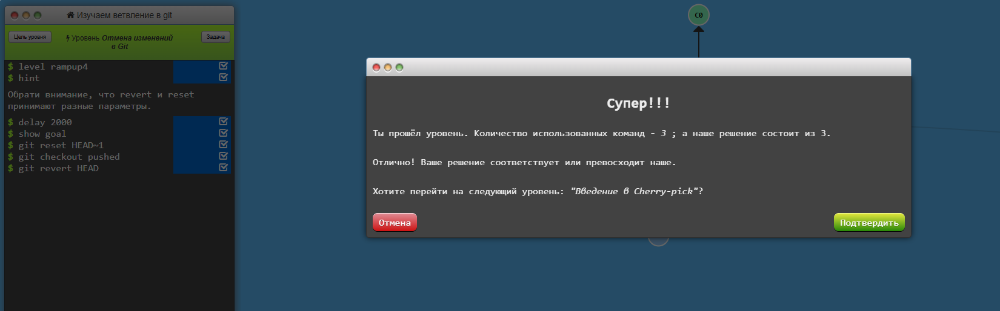 Изучаем ветвление в git
Цель уровня
Уровень Отмена изменений
в Git
Задача
$ level rampup4
$ hint
Обрати внимание, что revert и reset
принимают разные параметры.
$ delay 2000
$ show goal
$ git reset HEAD~1
$ git checkout pushed
$ git revert HEAD
C0
Супер!!!
Ты прошёл уровень. Количество использованных команд - 3 ; а наше решение состоит из 3.
Отлично! Ваше решение соответствует или превосходит наше.
Хотите перейти на следующий уровень: "Введение в Cherry-pick"?
Отмена
Подтвердить